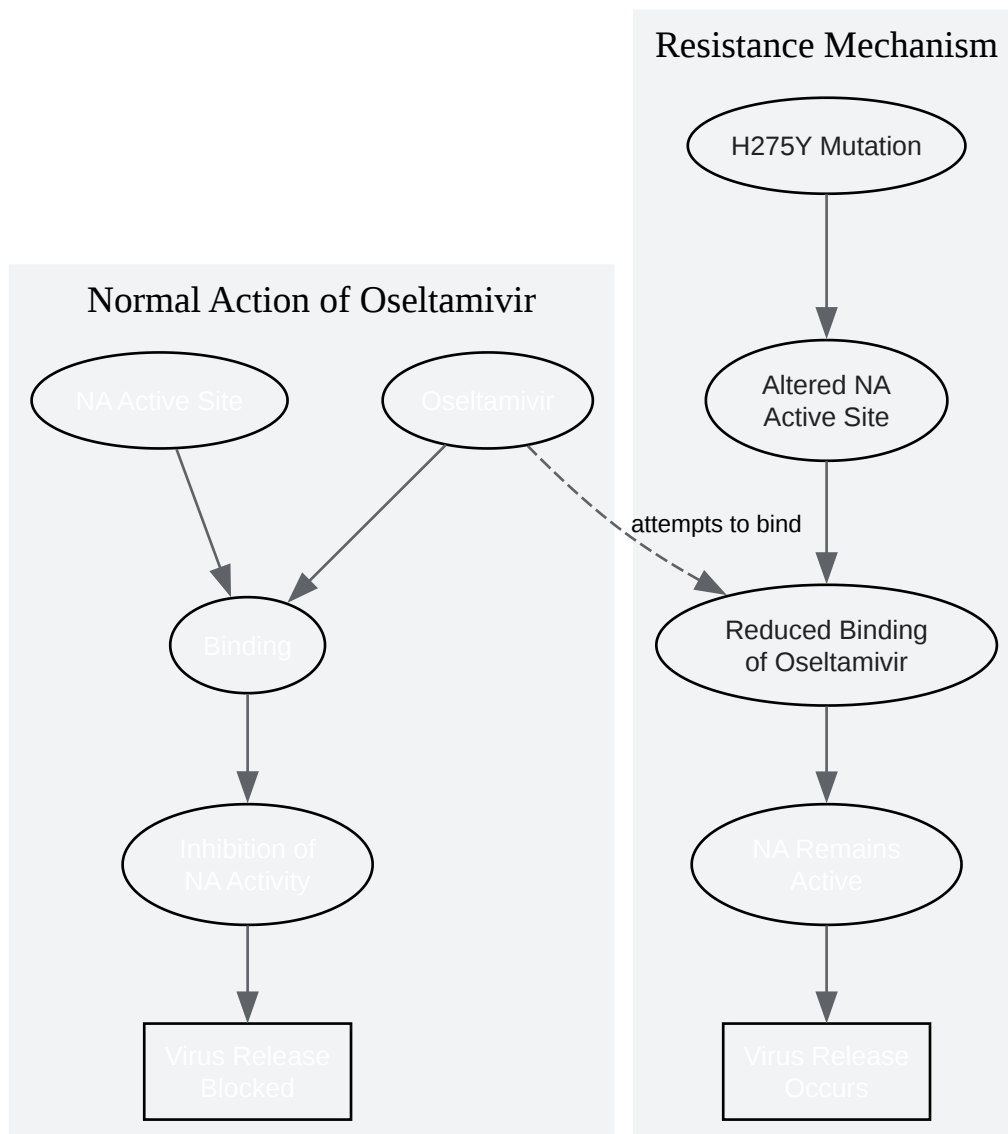 Resistance Mechanism
H275Y Mutation
Normal Action of Oseltamivir
NA Active Site
Oseltamivir
Altered NA
Active Site
attempts to bind
Binding
Reduced Binding
of Oseltamivir
Inhibition of
NA Activity
NA Remains
Active
Virus Release
Blocked
Virus Release
Occurs